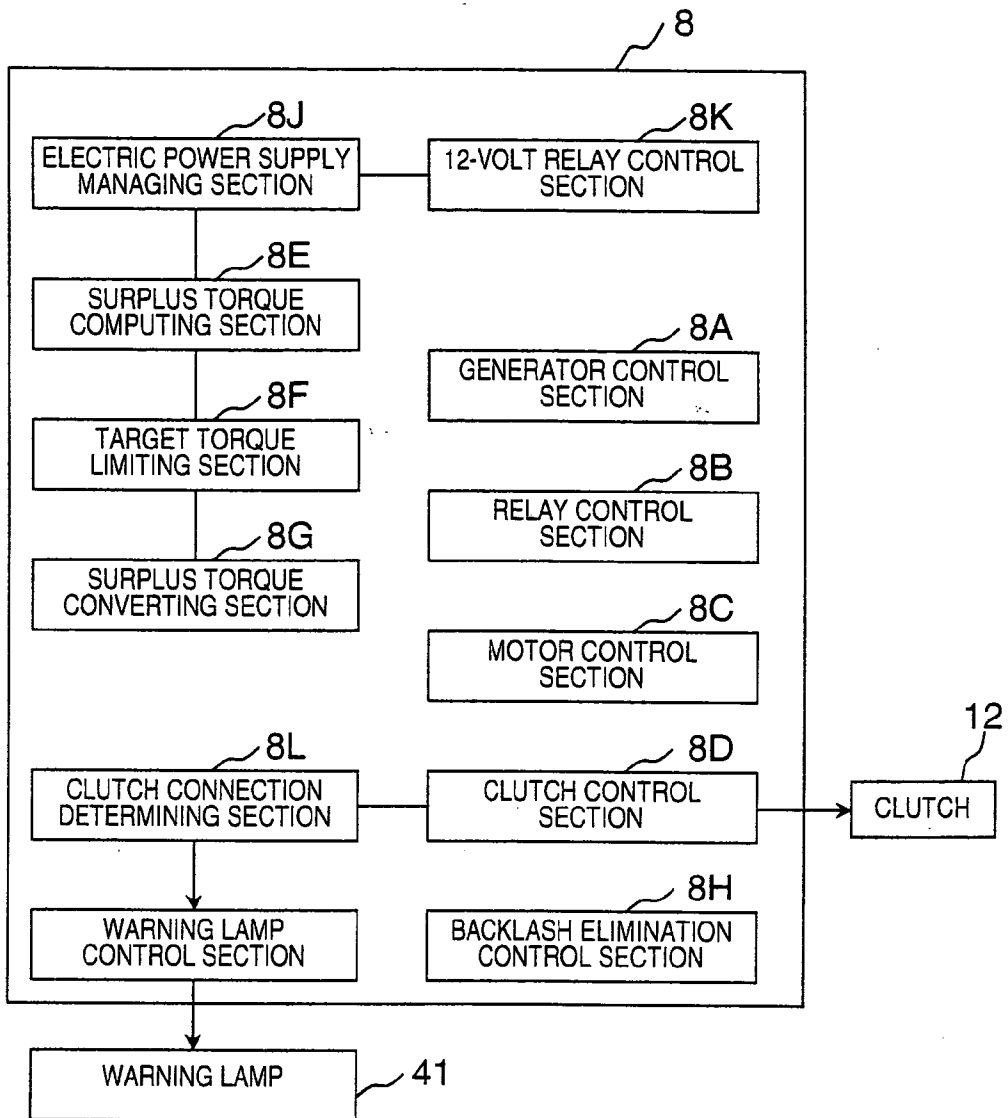 8
8J
ELECTRIC POWER SUPPLY
MANAGING SECTION
8K
12-VOLT RELAY CONTROL
SECTION
8E
SURPLUS TORQUE
COMPUTING SECTION
8A
GENERATOR CONTROL
SECTION
8F
TARGET TORQUE
LIMITING SECTION
8B
RELAY CONTROL
SECTION
8G
SURPLUS TORQUE
CONVERTING SECTION
8C
MOTOR CONTROL
SECTION
8L
CLUTCH CONNECTION
DETERMINING SECTION
8D
CLUTCH CONTROL
SECTION
12
CLUTCH
WARNING LAMP
CONTROL SECTION
8H
BACKLASH ELIMINATION
CONTROL SECTION
WARNING LAMP
41